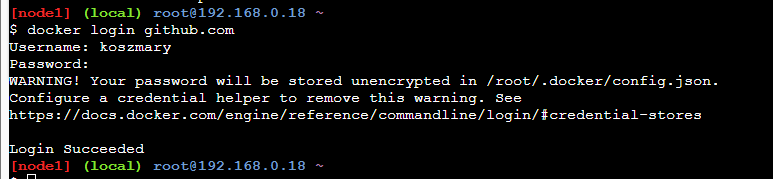 [node1] (local) root@192.168.0.18 ~
$ docker login github.com
Username: koszmary
Password:
WARNING! Your password will be stored unencrypted in /root/.docker/config.json.
Configure a credential helper to remove this warning. See
https://docs.docker.com/engine/reference/commandline/login/#credential-stores
Login Succeeded
[node1] (local) root@192.168.0.18 ~